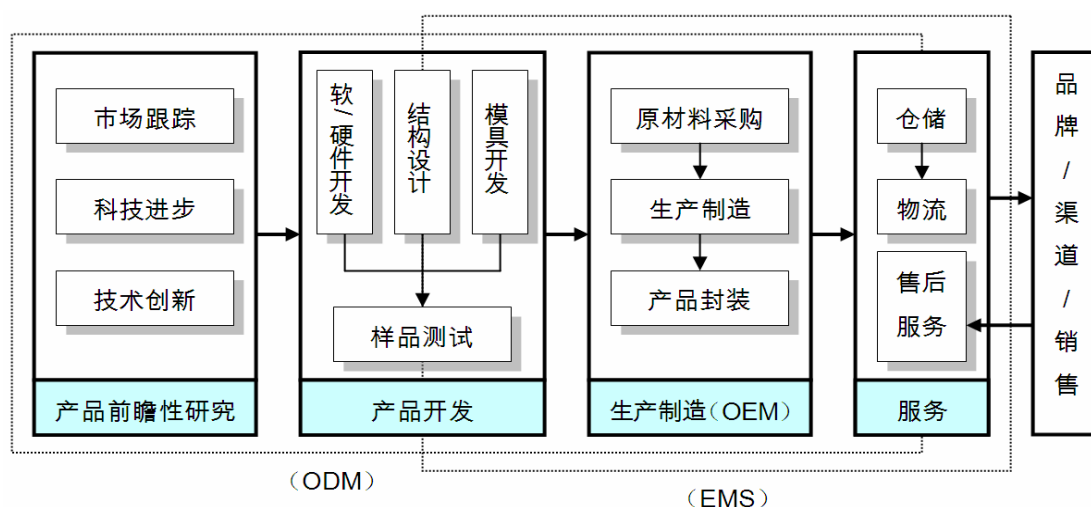 市场跟踪
科技进步
技术创新
产品前瞻性研究
软/硬件开发
结构设计
模具开发
样品测试
产品开发
原材料采购
生产制造
产品封装
生产制造(OEM)
仓储
物流
售后
服务
服务
品牌/渠道/销售
(ODM)
(EMS)